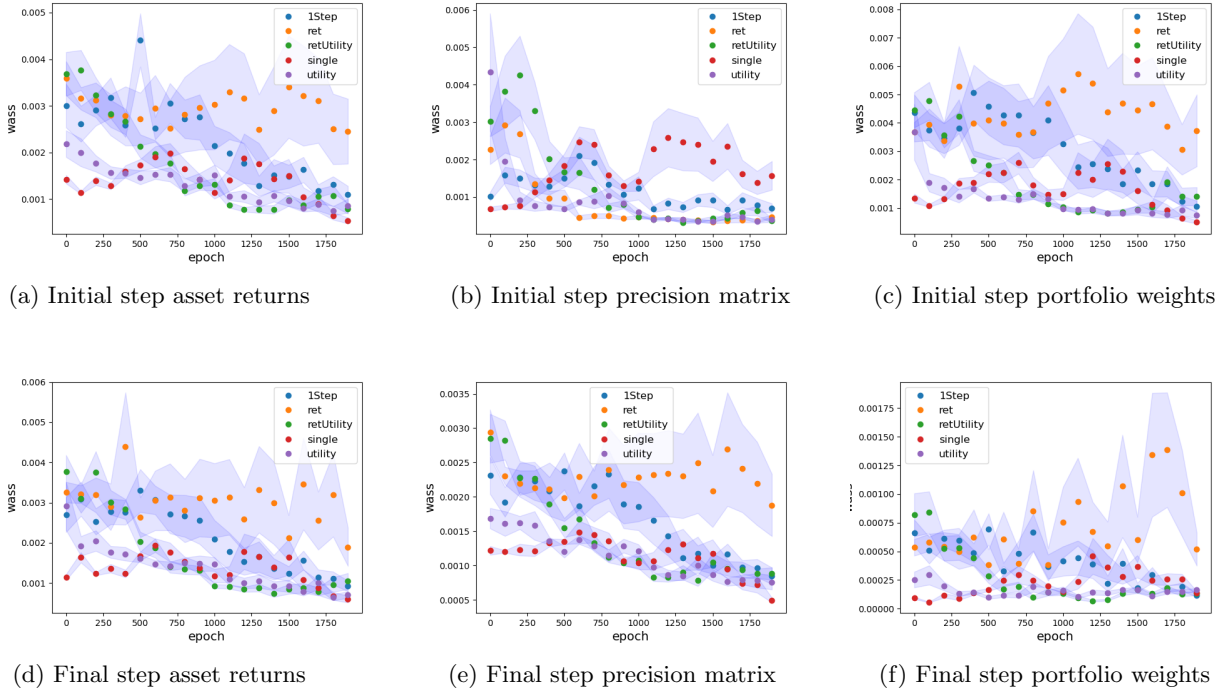 0.005
0.004
0.003
0.002
0.001
wass
0 250 500 750 1000 1250 1500 1750
epoch
1Step
ret
retUtility
single
utility
(a) Initial step asset returns
0.006
0.005
0.004
0.003
0.002
0.001
wass
0 250 500 750 1000 1250 1500 1750
epoch
1Step
ret
retUtility
single
utility
(b) Initial step precision matrix
0.008
0.007
0.006
0.005
0.004
0.003
0.002
0.001
wass
0 250 500 750 1000 1250 1500 1750
epoch
1Step
ret
retUtility
single
utility
(c) Initial step portfolio weights
0.006
0.005
0.004
0.003
0.002
0.001
wass
0 250 500 750 1000 1250 1500 1750
epoch
1Step
ret
retUtility
single
utility
(d) Final step asset returns
0.0035
0.0030
0.0025
0.0020
0.0015
0.0010
0.0005
wass
0 250 500 750 1000 1250 1500 1750
epoch
1Step
ret
retUtility
single
utility
(e) Final step precision matrix
0.00175
0.00150
0.00125
0.00100
0.00075
0.00050
0.00025
0.00000
0 250 500 750 1000 1250 1500 1750
epoch
1Step
ret
retUtility
single
utility
(f) Final step portfolio weights